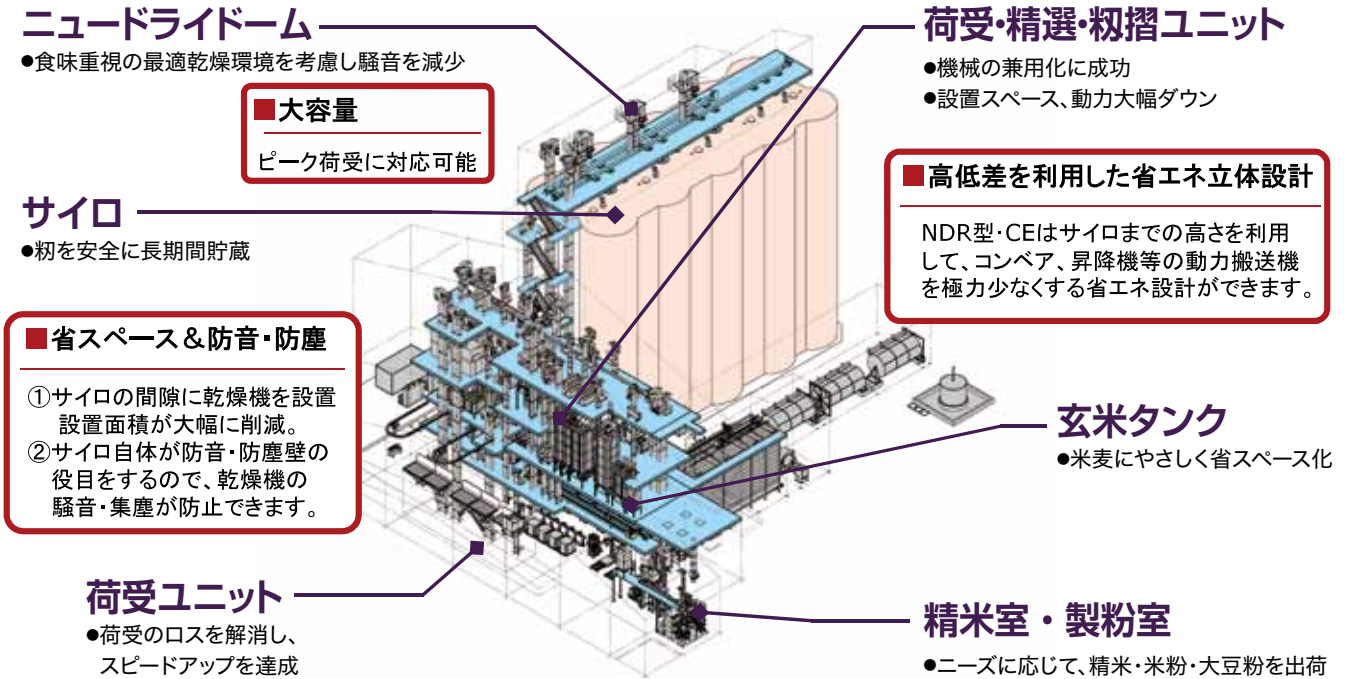 ニュードライドーム
●食味重視の最適乾燥環境を考慮し騒音を減少
■大容量
ピーク荷受に対応可能
サイロ
●籾を安全に長期間貯蔵
■省スペース&防音・防塵
①サイロの間隙に乾燥機を設置
設置面積が大幅に削減。
②サイロ自体が防音・防塵壁の
役目をするので、乾燥機の
騒音・集塵が防止できます。
荷受ユニット
●荷受のロスを解消し、
スピードアップを達成
荷受・精選・籾摺ユニット
●機械の兼用化に成功
●設置スペース、動力大幅ダウン
■高低差を利用した省エネ立体設計
NDR型・CEはサイロまでの高さを利用
して、コンベア、昇降機等の動力搬送機
を極力少なくする省エネ設計ができます。
玄米タンク
●米麦にやさしく省スペース化
精米室・製粉室
●ニーズに応じて、精米・米粉・大豆粉を出荷